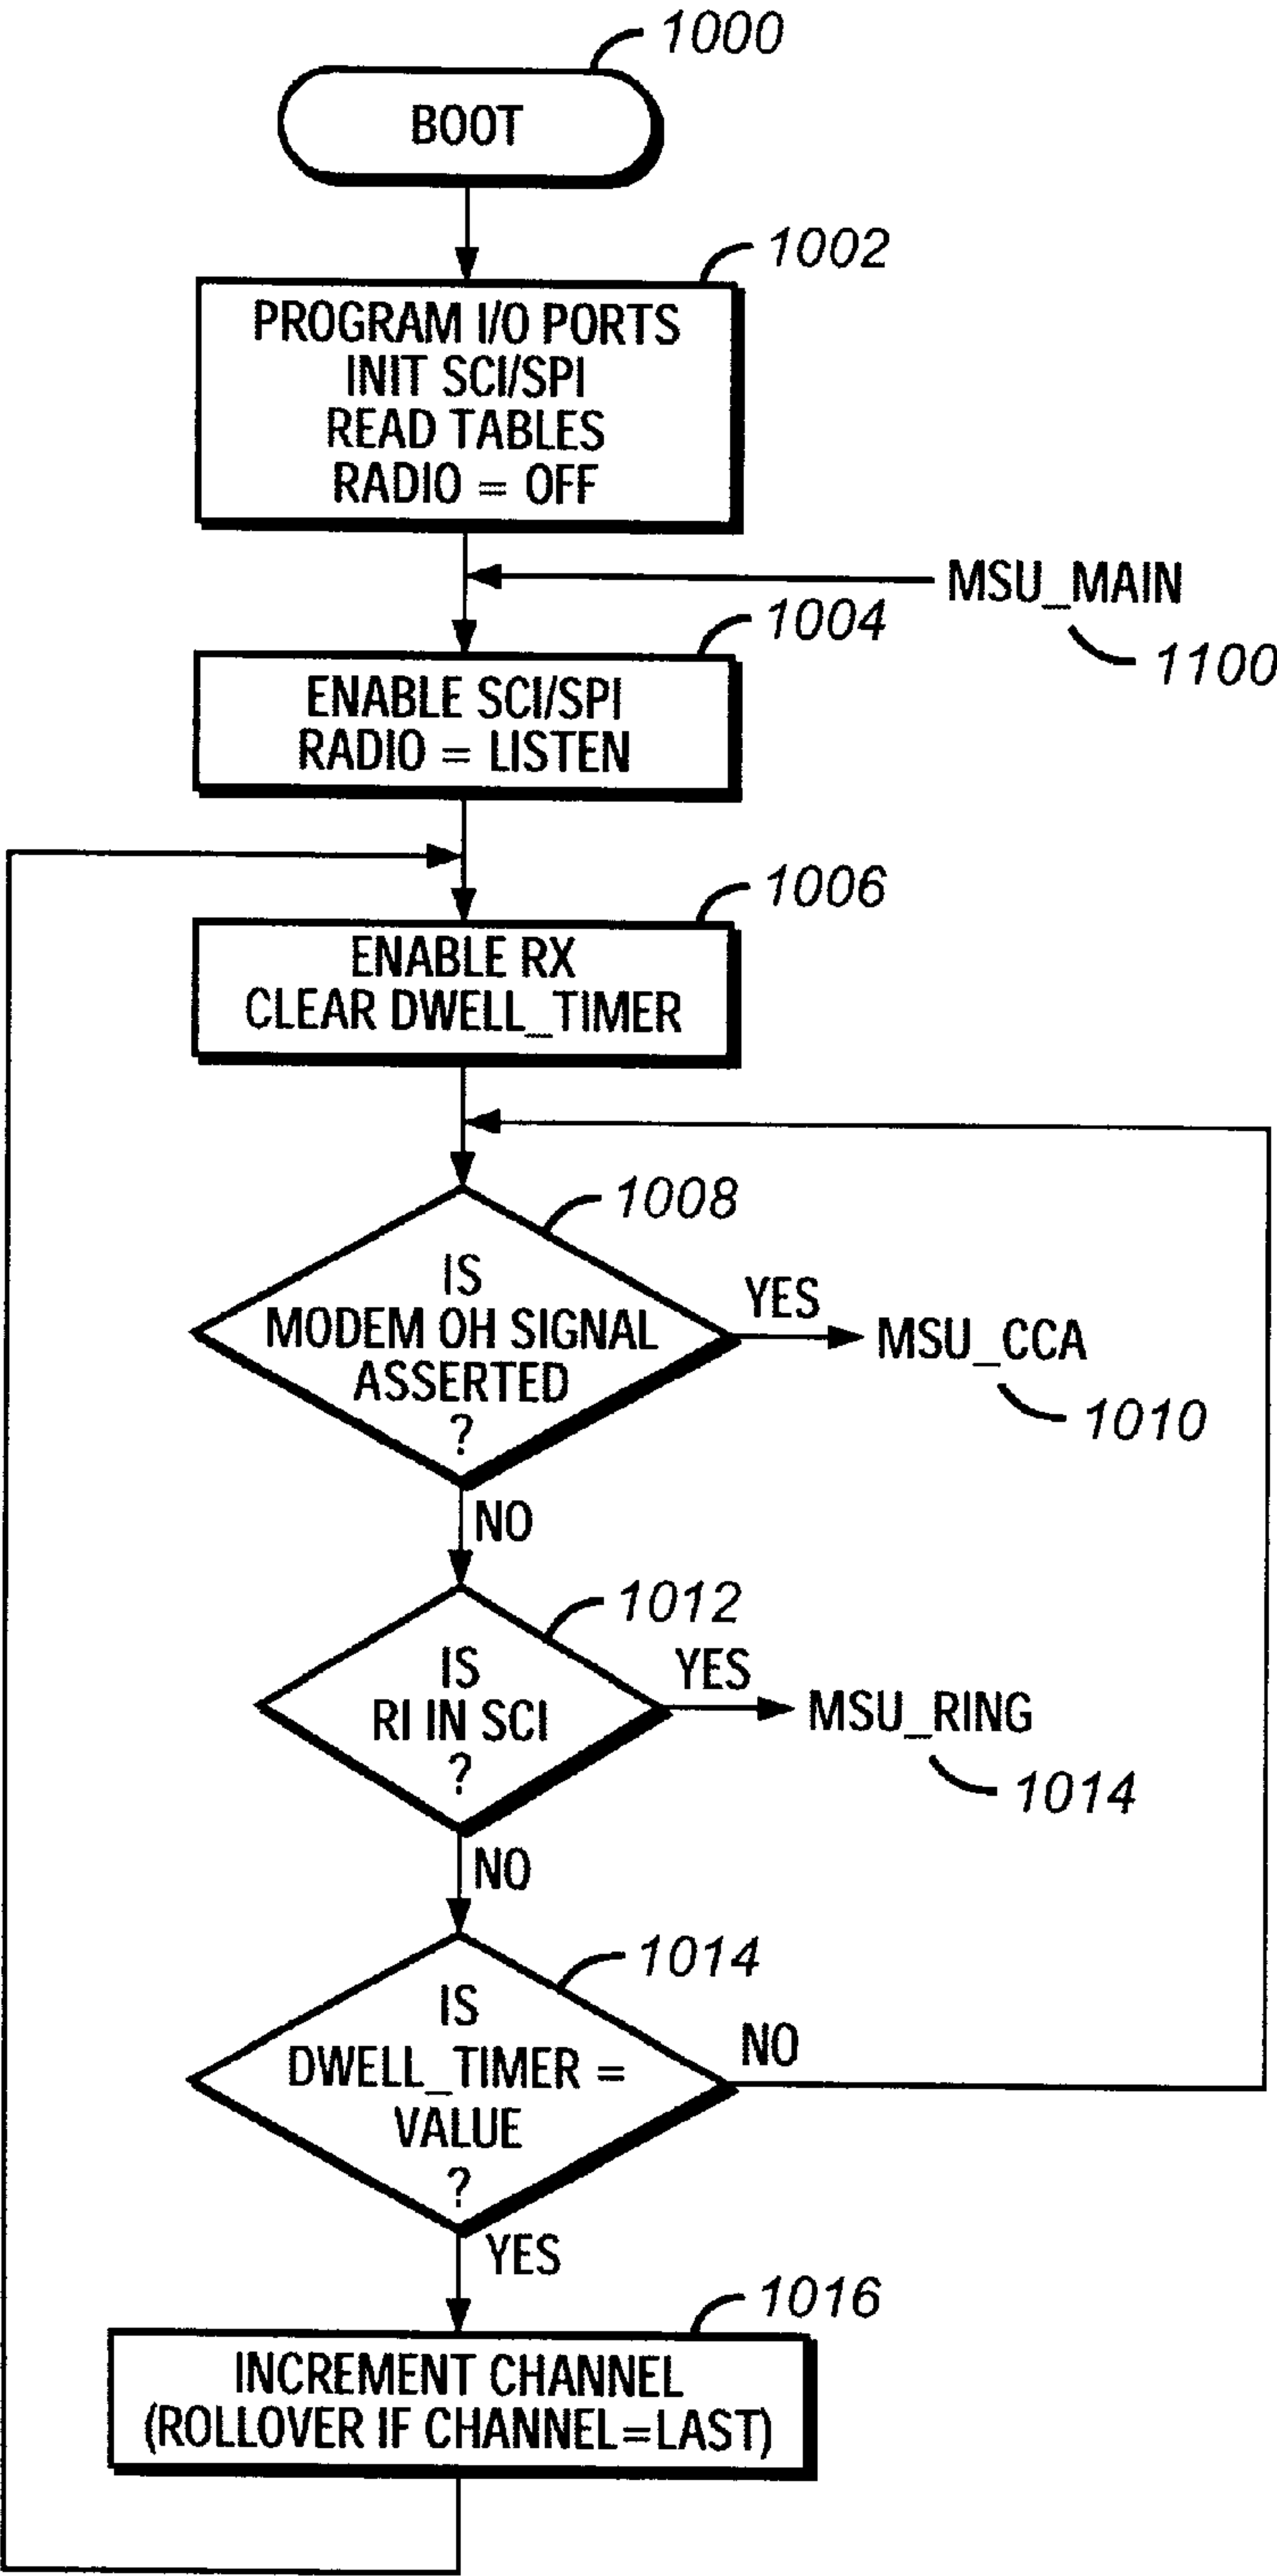 1000
BOOT
1002
PROGRAM I/O PORTS
INIT SCI/SPI
READ TABLES
RADIO = OFF
MSU_MAIN
1100
1004
ENABLE SCI/SPI
RADIO = LISTEN
1006
ENABLE RX
CLEAR DWELL_TIMER
1008
IS
MODEM OH SIGNAL
ASSERTED
?
YES
MSU_CCA
1010
NO
1012
IS
RI IN SCI
?
YES
MSU_RING
1014
NO
1014
IS
DWELL_TIMER =
VALUE
?
NO
YES
1016
INCREMENT CHANNEL
(ROLLOVER IF CHANNEL=LAST)